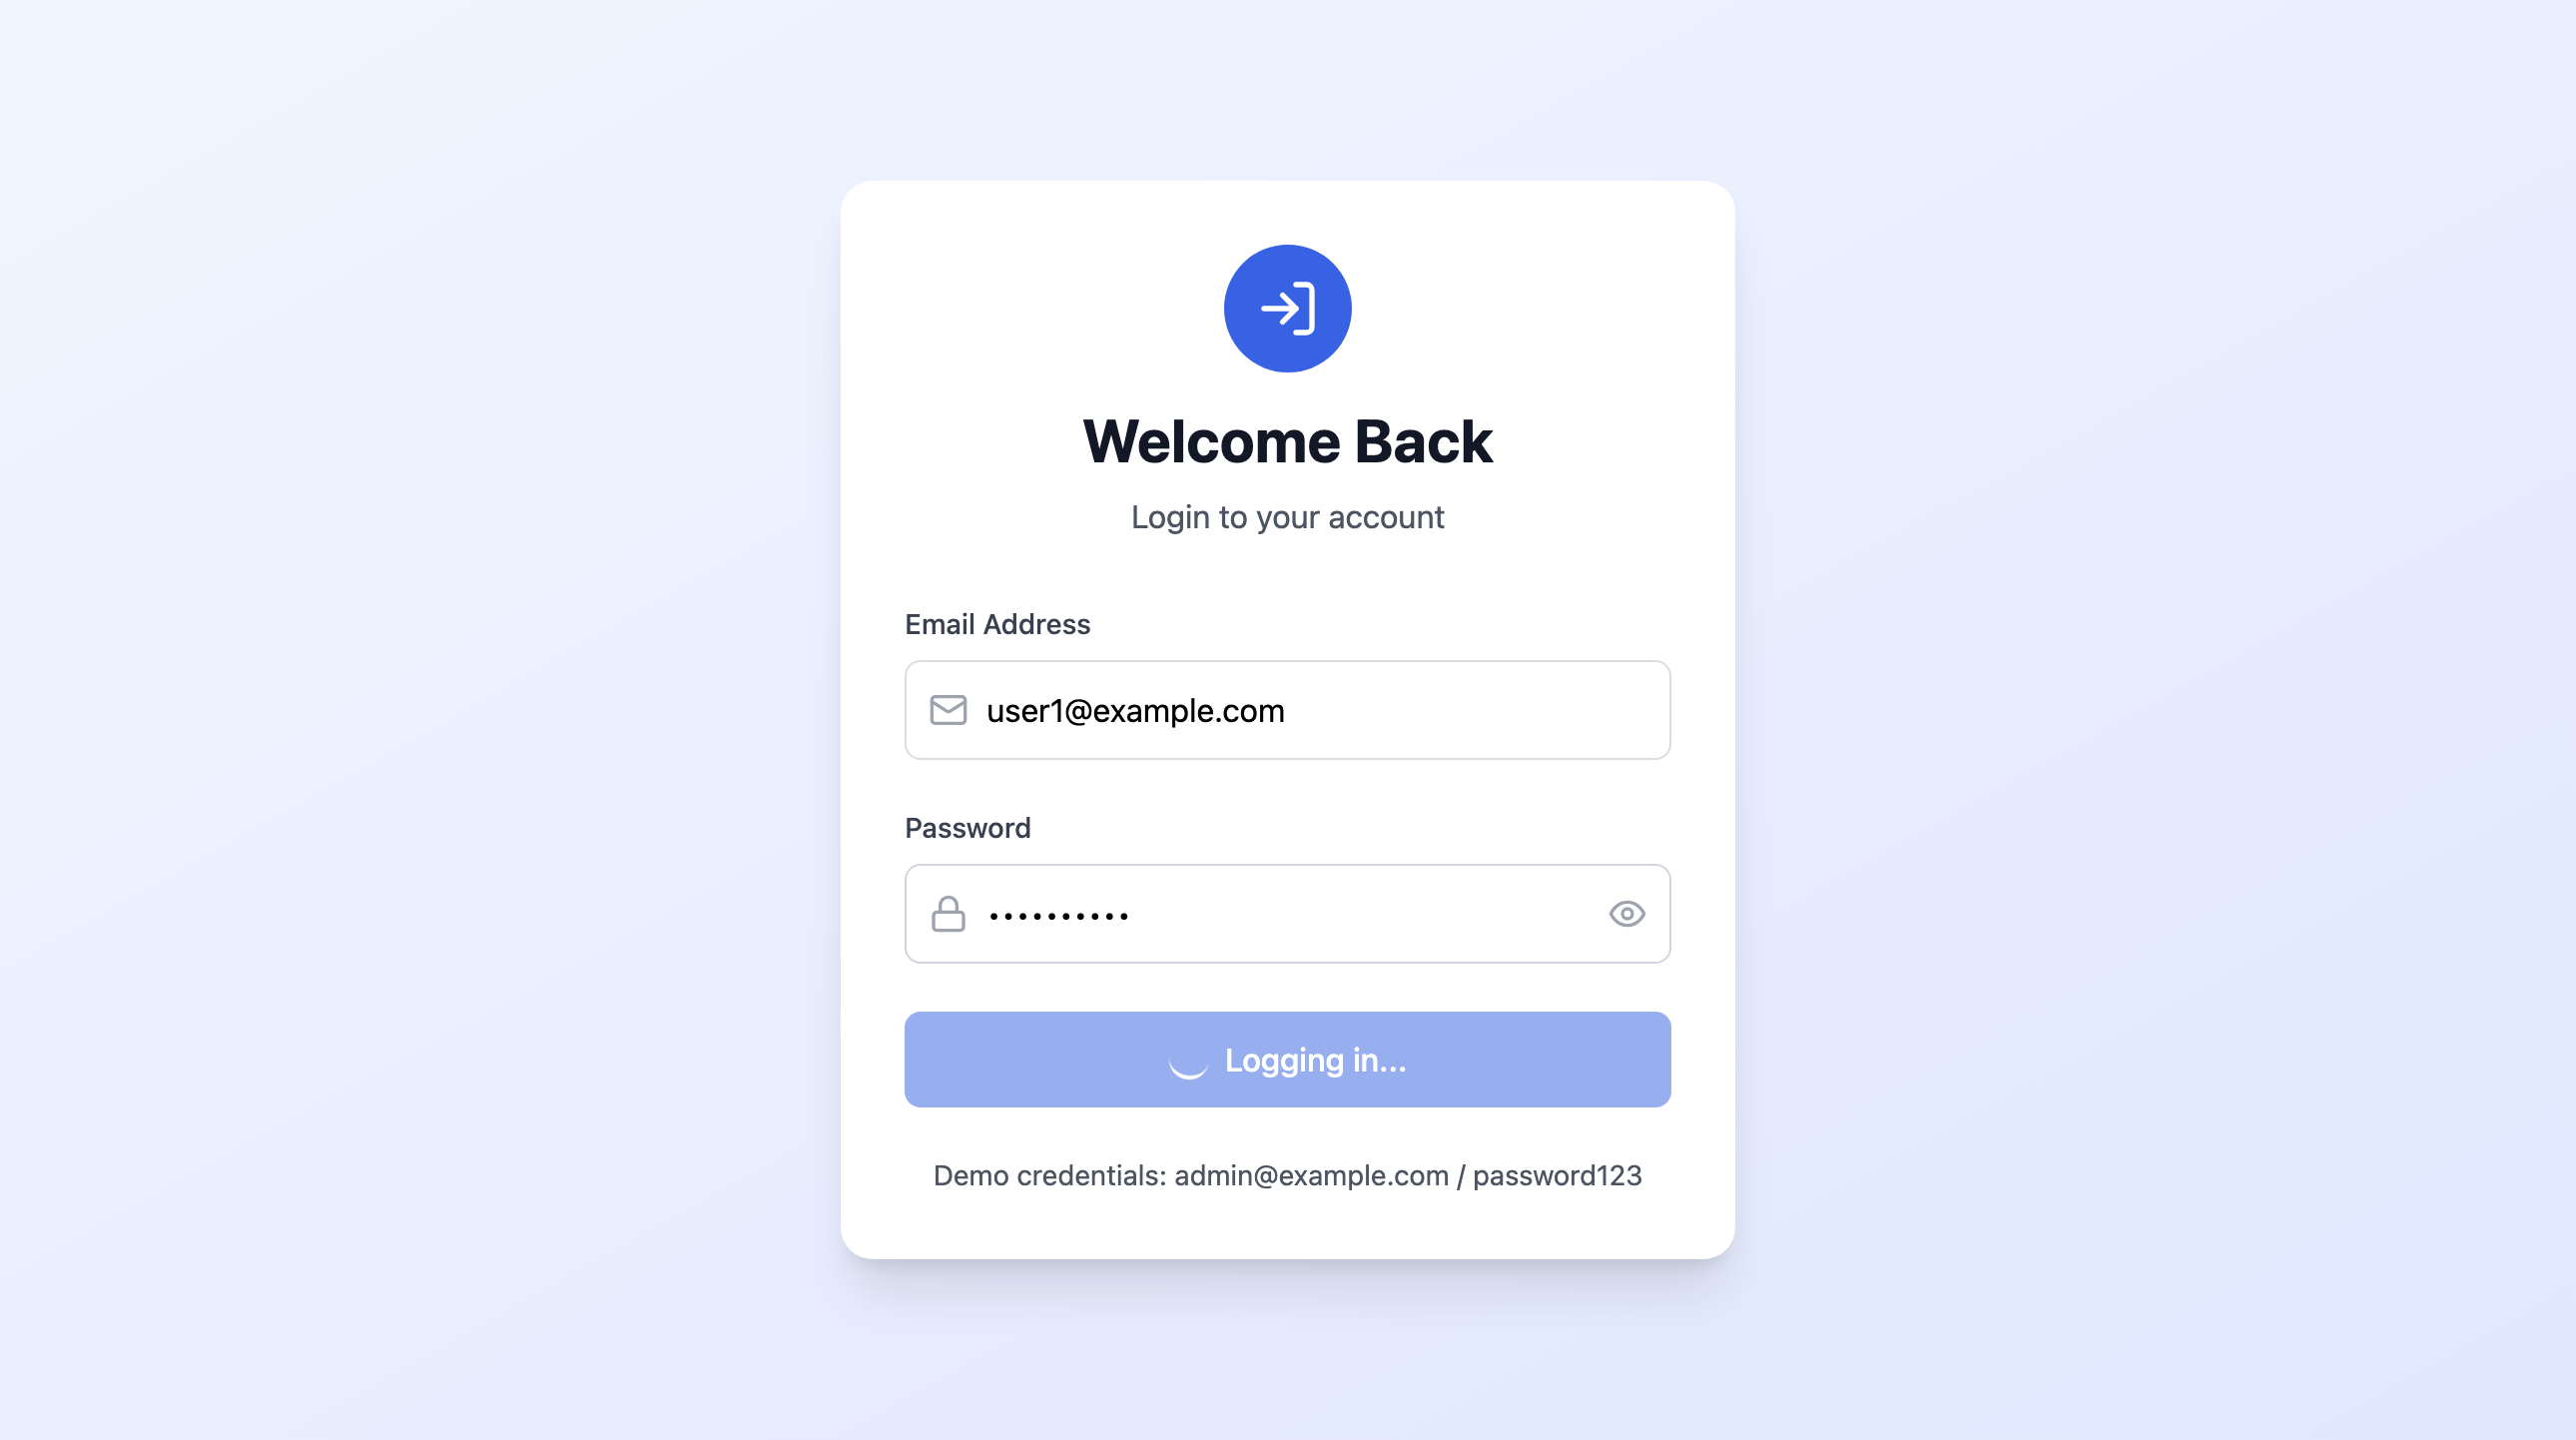 Welcome Back
Login to your account
Email Address
user1@example.com
Password
••••••••••
Logging in...
Demo credentials: admin@example.com / password123